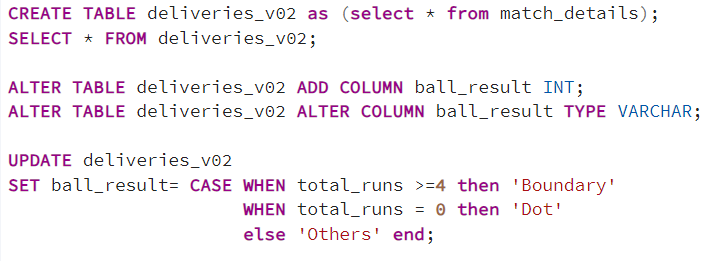 CREATE TABLE deliveries_v02 as (select * from match_details);
SELECT * FROM deliveries_v02;
ALTER TABLE deliveries_v02 ADD COLUMN ball_result INT;
ALTER TABLE deliveries_v02 ALTER COLUMN ball_result TYPE VARCHAR;
UPDATE deliveries_v02
SET ball_result= CASE WHEN total_runs >=4 then 'Boundary'
WHEN total_runs = 0 then 'Dot'
else 'Others' end;